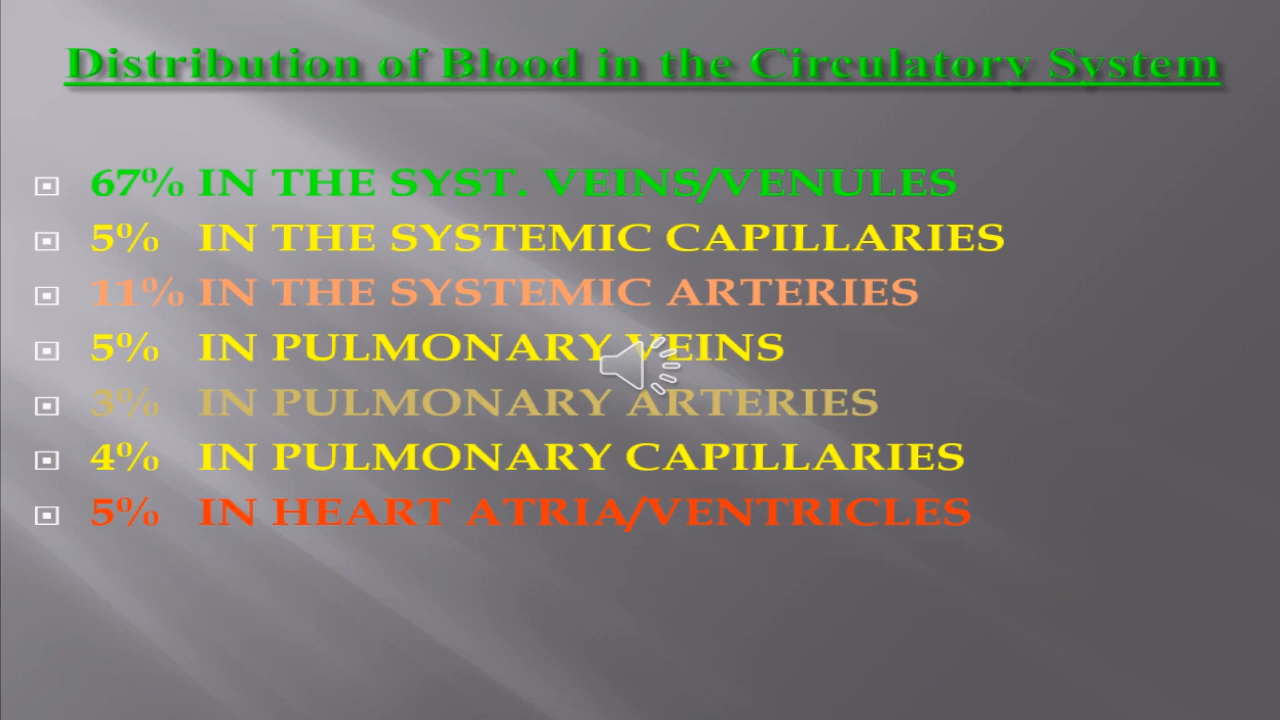 Distribution of Blood in the Circulatory System
67% IN THE SYST. VEINS/VENULES
5% IN THE SYSTEMIC CAPILLARIES
11% IN THE SYSTEMIC ARTERIES
5% IN PULMONARY VEINS
3% IN PULMONARY ARTERIES
4% IN PULMONARY CAPILLARIES
5% IN HEART ATRIA/VENTRICLES